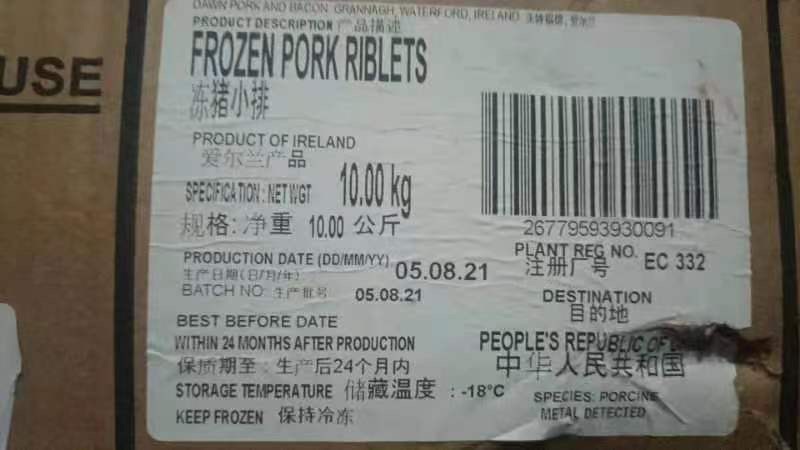 DAWN PORK AND BACON, GRANNAGH, WATERFORD, IRELAND
PRODUCT DESCRIPTION 产品描述
FROZEN PORK RIBLETS
冻猪小排
USE
PRODUCT OF IRELAND
爱尔兰产品
SPECIFICATION: NET WGT 10.00 kg
规格: 净重 10.00 公斤
26779593930091
PLANT REG NO. EC 332
注册厂号
PRODUCTION DATE (DD/MM/YY) 05.08.21
生产日期(日/月/年)
BATCH NO: 生产批号 05.08.21
DESTINATION
目的地
BEST BEFORE DATE
WITHIN 24 MONTHS AFTER PRODUCTION
保质期至: 生产后24个月内
PEOPLE'S REPUBLIC OF
中华人民共和国
STORAGE TEMPERATURE 储藏温度 : -18°C
KEEP FROZEN 保持冷冻
SPECIES: PORCINE
METAL DETECTED